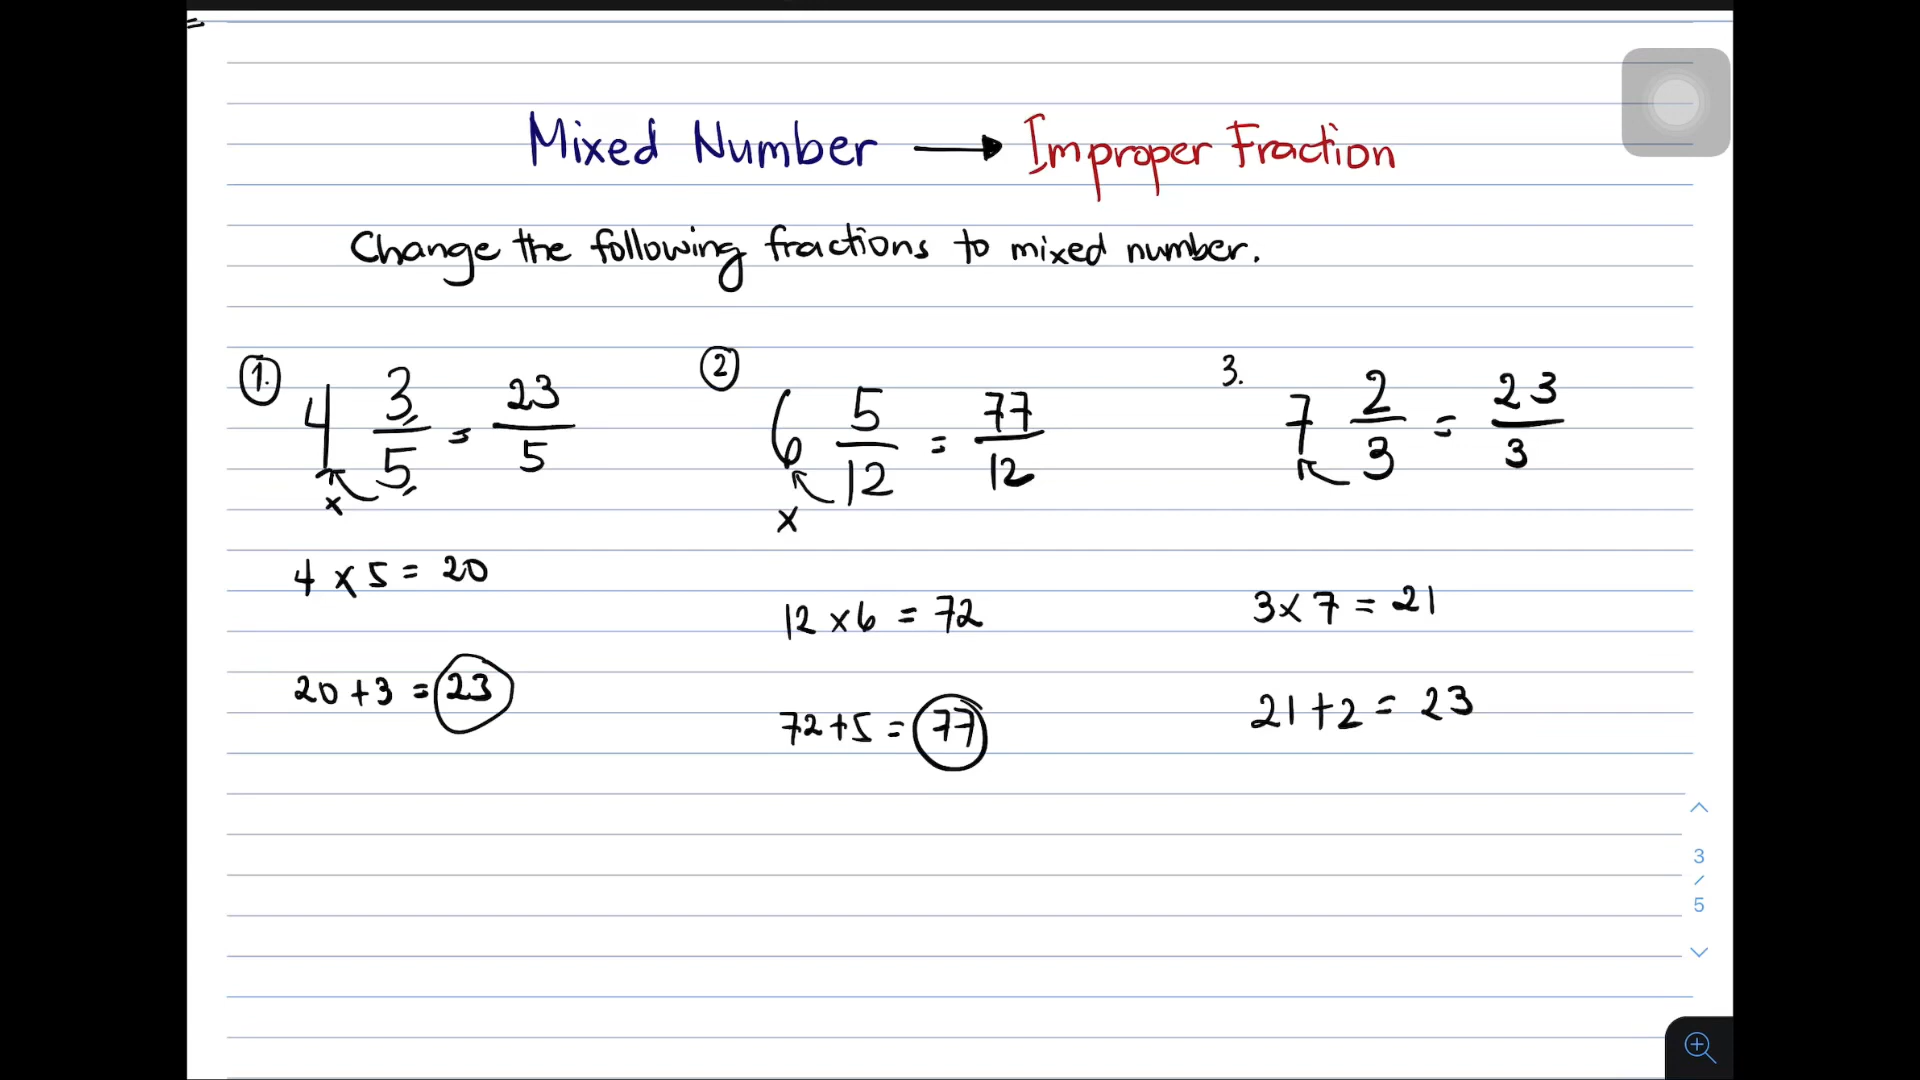 Mixed Number → Improper Fraction
Change the following fractions to mixed number.
1. 4 3/5 = 23/5
x
4 x 5 = 20
20 + 3 = 23
2 6 5/12 = 77/12
x
12 x 6 = 72
72 + 5 = 77
3. 7 2/3 = 23/3
3 x 7 = 21
21 + 2 = 23
3
/
5